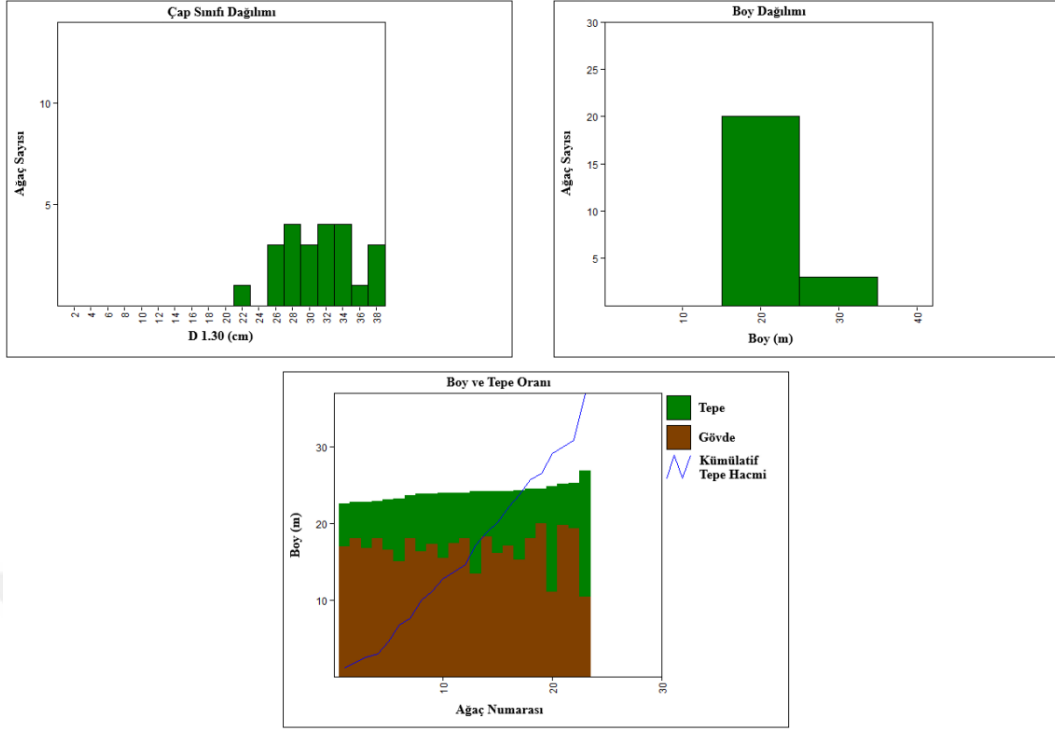 Çap Sınıfı Dağılımı
10
5
Ağaç Sayısı
2 4 6 8 10 12 14 16 18 20 22 24 26 28 30 32 34 36 38
D 1.30 (cm)
Boy Dağılımı
30
25
20
15
10
5
Ağaç Sayısı
10 20 30 40
Boy (m)
Boy ve Tepe Oranı
30
20
10
Boy (m)
10 20 30
Ağaç Numarası
Tepe
Gövde
Kümülatif
Tepe Hacmi